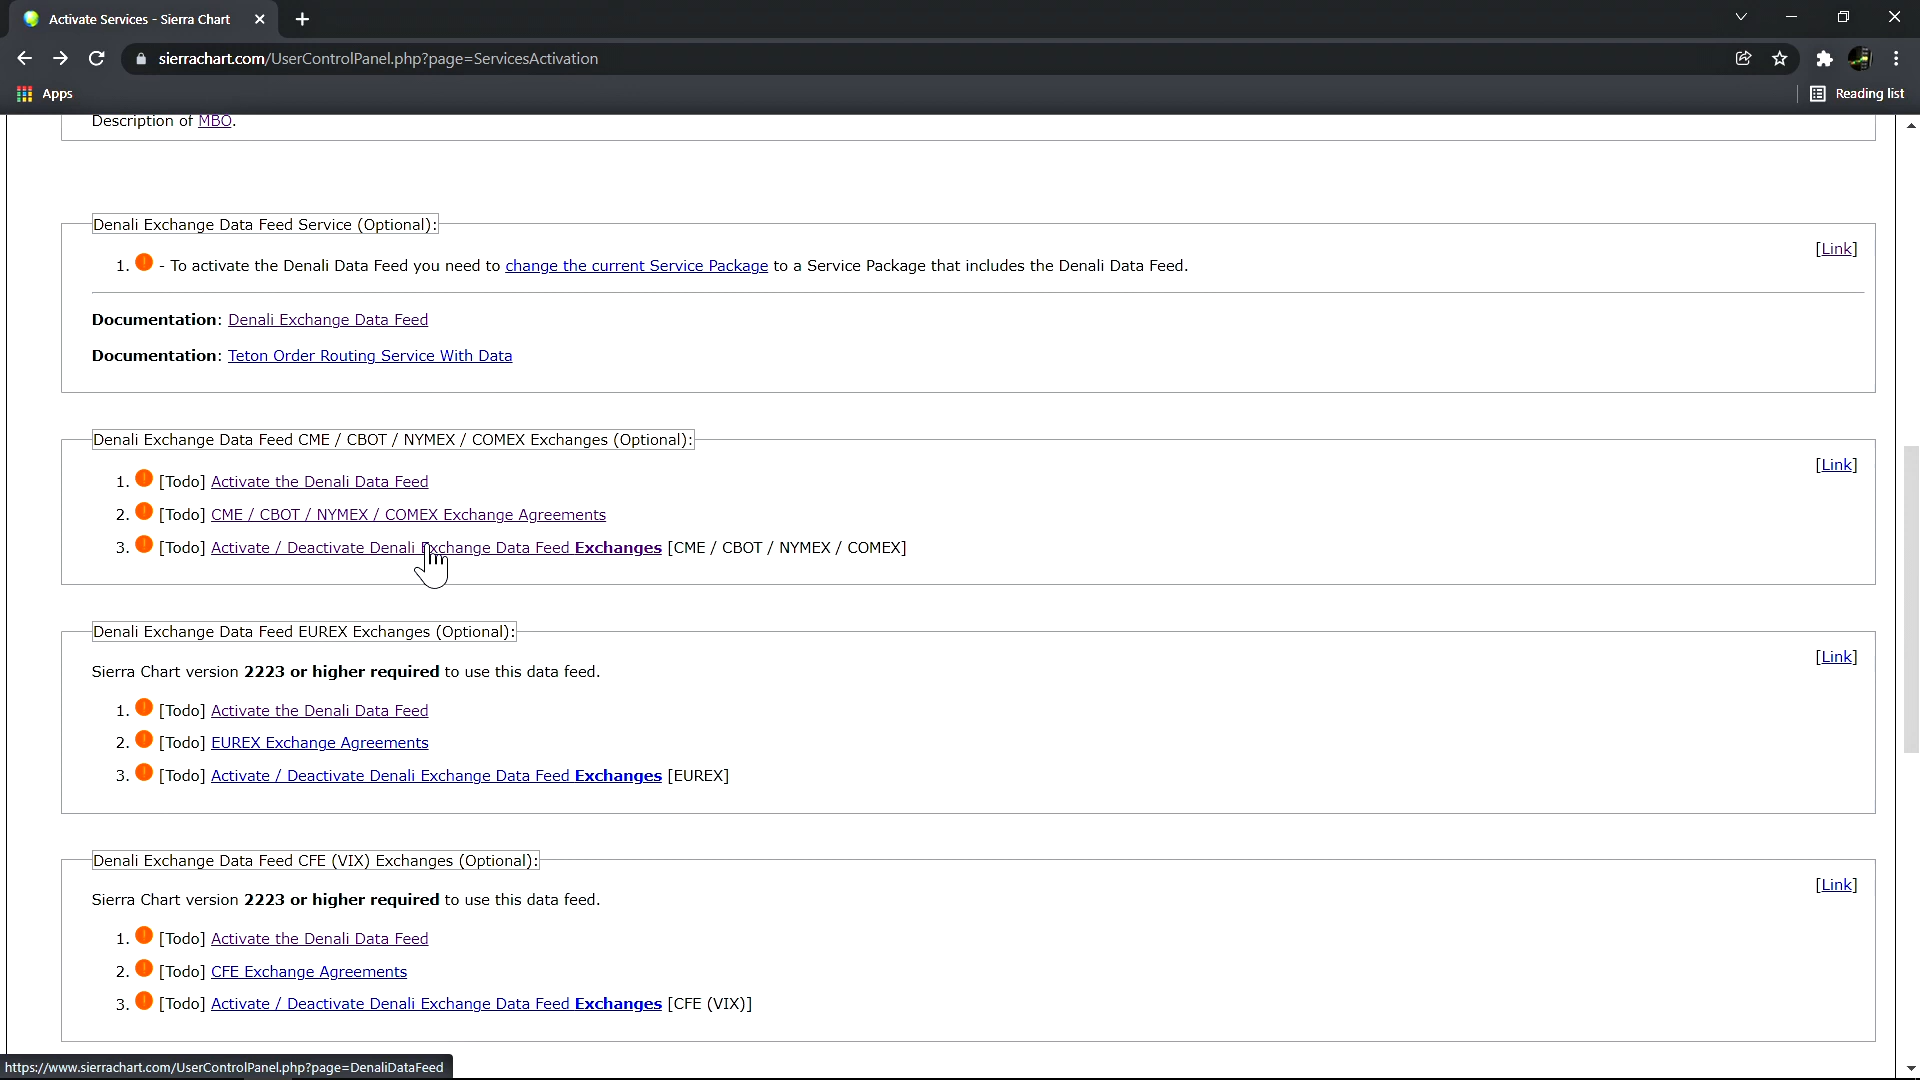 Activate Services - Sierra Chart
sierrachart.com/UserControlPanel.php?page=ServicesActivation
Apps
Reading list
Description of MBO.
Denali Exchange Data Feed Service (Optional):
[Link]
1. - To activate the Denali Data Feed you need to change the current Service Package to a Service Package that includes the Denali Data Feed.
Documentation: Denali Exchange Data Feed
Documentation: Teton Order Routing Service With Data
Denali Exchange Data Feed CME / CBOT / NYMEX / COMEX Exchanges (Optional):
[Link]
1. [Todo] Activate the Denali Data Feed
2. [Todo] CME / CBOT / NYMEX / COMEX Exchange Agreements
3. [Todo] Activate / Deactivate Denali Exchange Data Feed Exchanges [CME / CBOT / NYMEX / COMEX]
Denali Exchange Data Feed EUREX Exchanges (Optional):
[Link]
Sierra Chart version 2223 or higher required to use this data feed.
1. [Todo] Activate the Denali Data Feed
2. [Todo] EUREX Exchange Agreements
3. [Todo] Activate / Deactivate Denali Exchange Data Feed Exchanges [EUREX]
Denali Exchange Data Feed CFE (VIX) Exchanges (Optional):
[Link]
Sierra Chart version 2223 or higher required to use this data feed.
1. [Todo] Activate the Denali Data Feed
2. [Todo] CFE Exchange Agreements
3. [Todo] Activate / Deactivate Denali Exchange Data Feed Exchanges [CFE (VIX)]
https://www.sierrachart.com/UserControlPanel.php?page=DenaliDataFeed